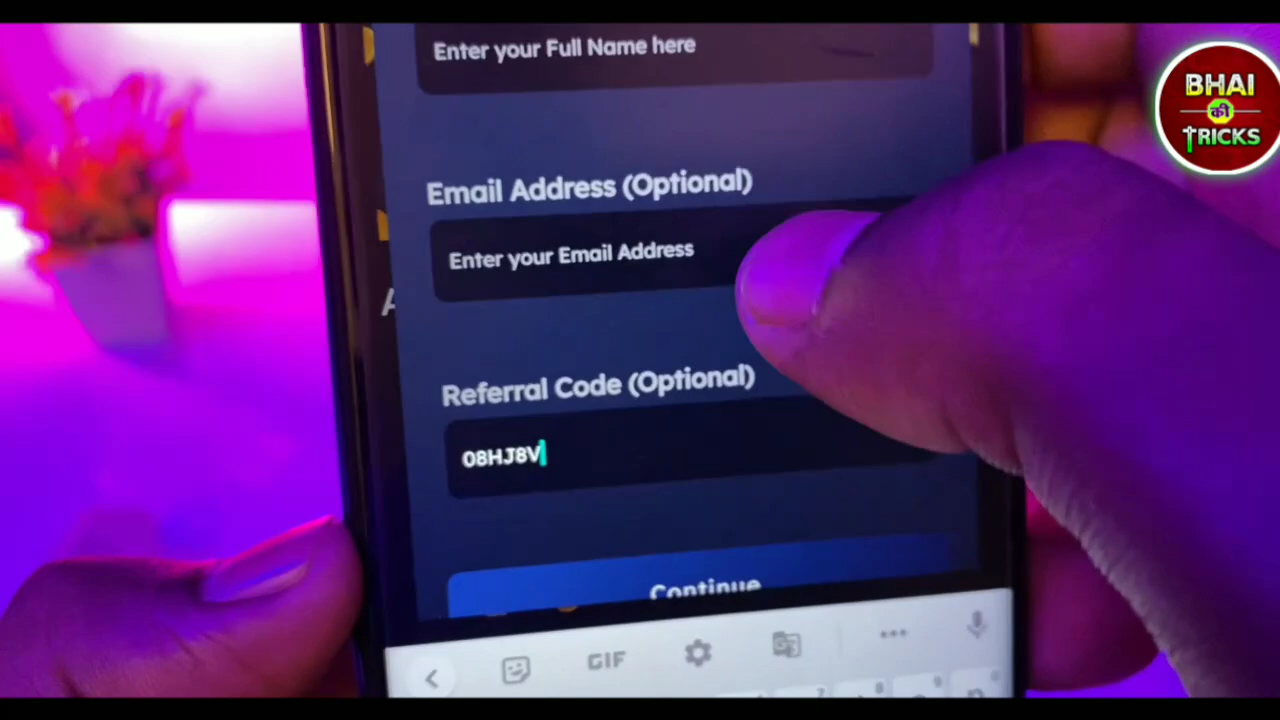 Enter your Full Name here
BHAI
की
TRICKS
Email Address (Optional)
Enter your Email Address
Referral Code (Optional)
08HJ8V
Continue
GIF